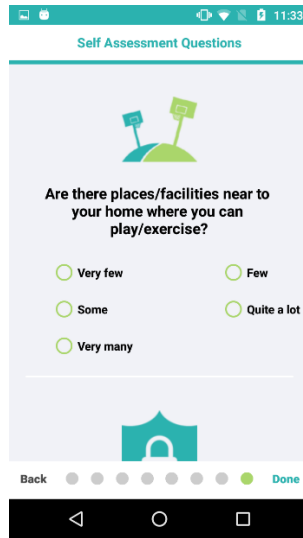 11:33
Self Assessment Questions
Are there places/facilities near to
your home where you can
play/exercise?
Very few
Few
Some
Quite a lot
Very many
Back
Done